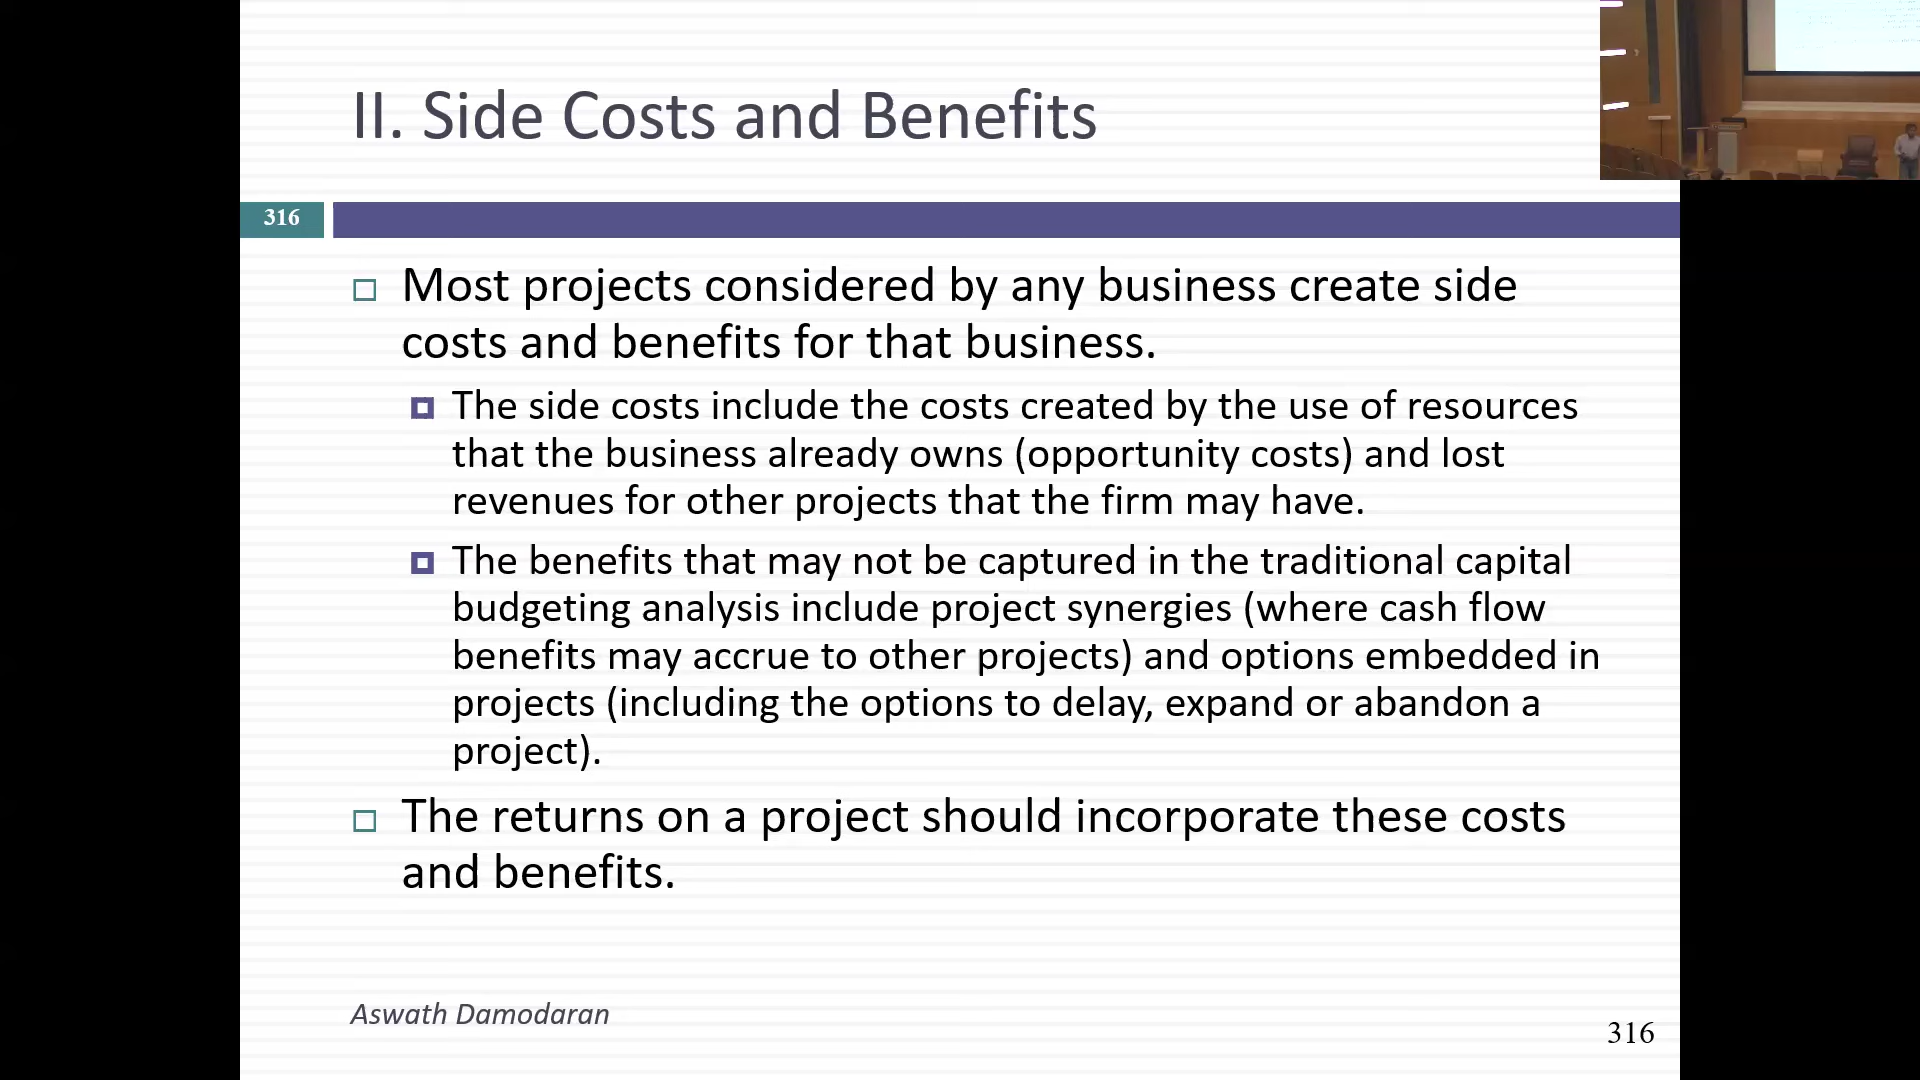 II. Side Costs and Benefits
316
Most projects considered by any business create side
costs and benefits for that business.
The side costs include the costs created by the use of resources
that the business already owns (opportunity costs) and lost
revenues for other projects that the firm may have.
The benefits that may not be captured in the traditional capital
budgeting analysis include project synergies (where cash flow
benefits may accrue to other projects) and options embedded in
projects (including the options to delay, expand or abandon a
project).
The returns on a project should incorporate these costs
and benefits.
Aswath Damodaran
316